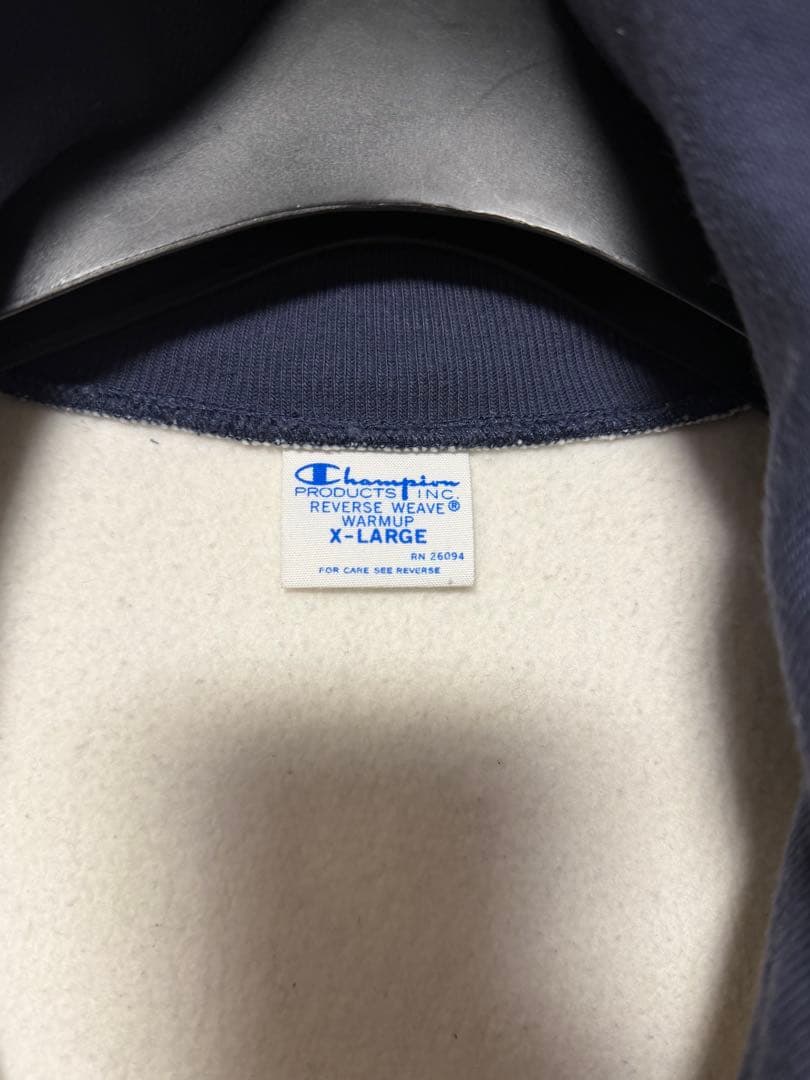 Champion
PRODUCTS INC.
REVERSE WEAVE®
WARMUP
X-LARGE
RN 26094
FOR CARE SEE REVERSE